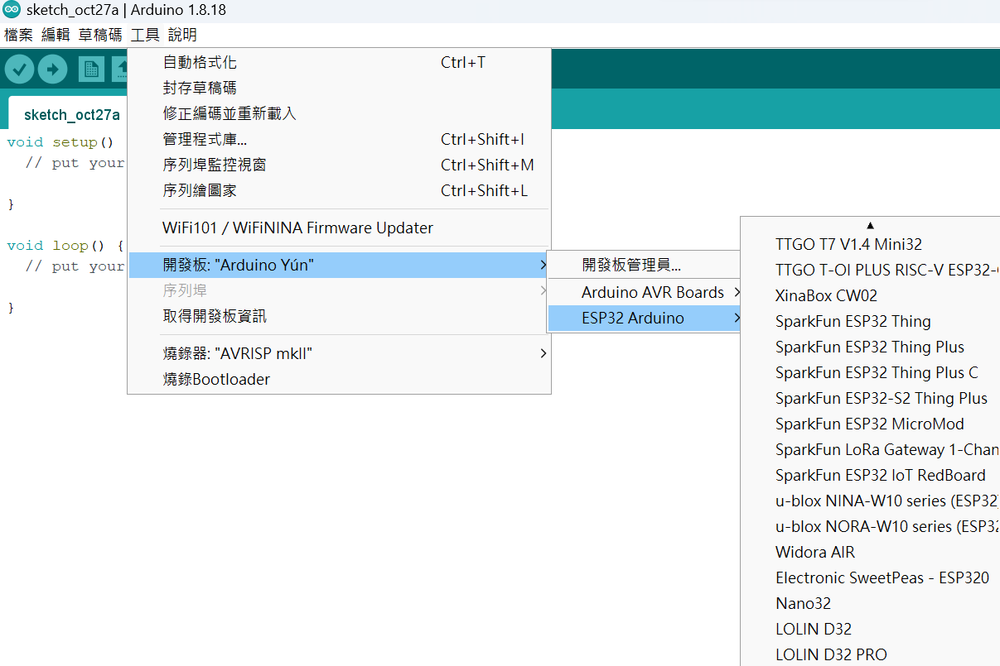 sketch_oct27a | Arduino 1.8.18
檔案 編輯 草稿碼 工具 說明
sketch_oct27a
void setup()
// put your
}
void loop() {
// put your
}
自動格式化 Ctrl+T
封存草稿碼
修正編碼並重新載入
管理程式庫... Ctrl+Shift+I
序列埠監控視窗 Ctrl+Shift+M
序列繪圖家 Ctrl+Shift+L
WiFi101 / WiFiNINA Firmware Updater
開發板: "Arduino Yún"
序列埠
取得開發板資訊
燒錄器: "AVRISP mkII"
燒錄Bootloader
開發板管理員...
Arduino AVR Boards
ESP32 Arduino
TTGO T7 V1.4 Mini32
TTGO T-OI PLUS RISC-V ESP32-
XinaBox CW02
SparkFun ESP32 Thing
SparkFun ESP32 Thing Plus
SparkFun ESP32 Thing Plus C
SparkFun ESP32-S2 Thing Plus
SparkFun ESP32 MicroMod
SparkFun LoRa Gateway 1-Chan
SparkFun ESP32 IoT RedBoard
u-blox NINA-W10 series (ESP32)
u-blox NORA-W10 series (ESP32
Widora AIR
Electronic SweetPeas - ESP320
Nano32
LOLIN D32
LOLIN D32 PRO